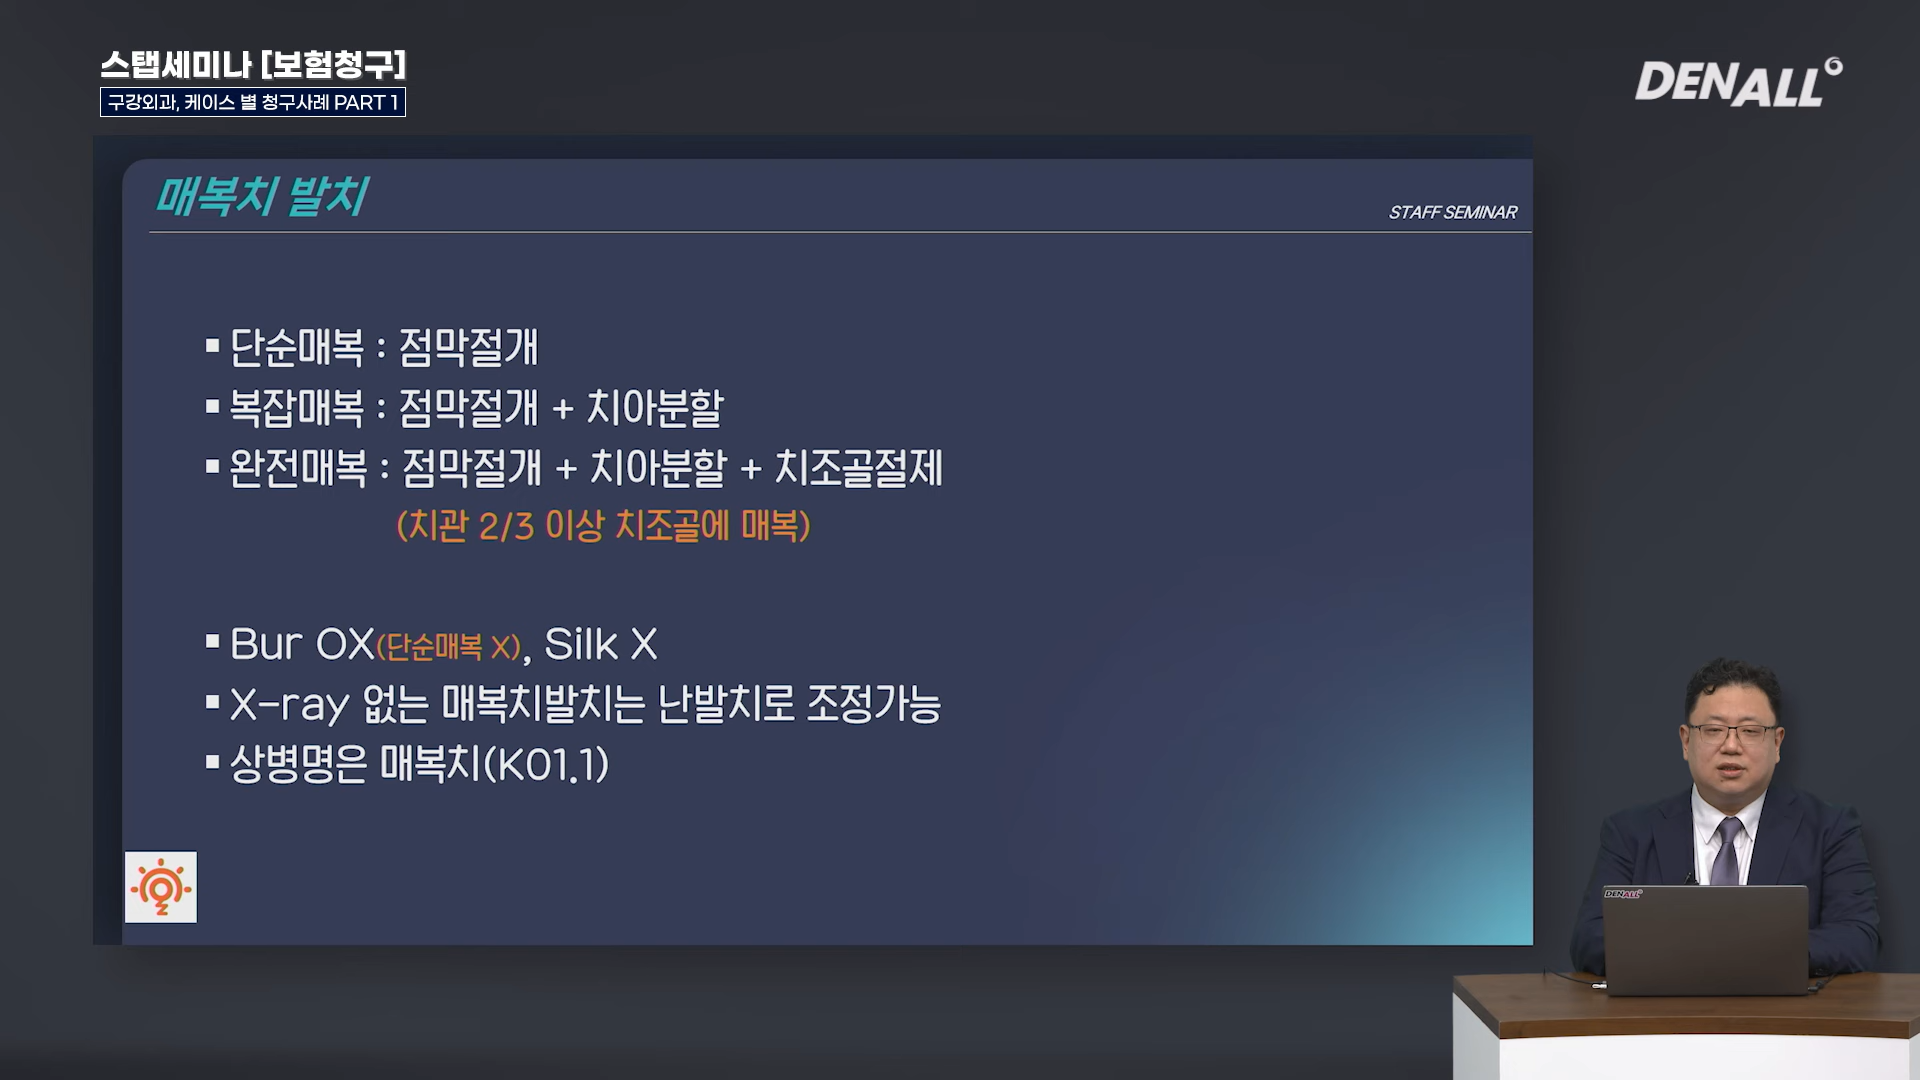 스탭세미나 [보험청구]
구강외과, 케이스 별 청구사례 PART 1
DENALL
매복치 발치
STAFF SEMINAR
▪ 단순매복 : 점막절개
▪ 복잡매복 : 점막절개 + 치아분할
▪ 완전매복 : 점막절개 + 치아분할 + 치조골절제
(치관 2/3 이상 치조골에 매복)
▪ Bur OX(단순매복 X), Silk X
▪ X-ray 없는 매복치발치는 난발치로 조정가능
▪ 상병명은 매복치(K01.1)
DENALL